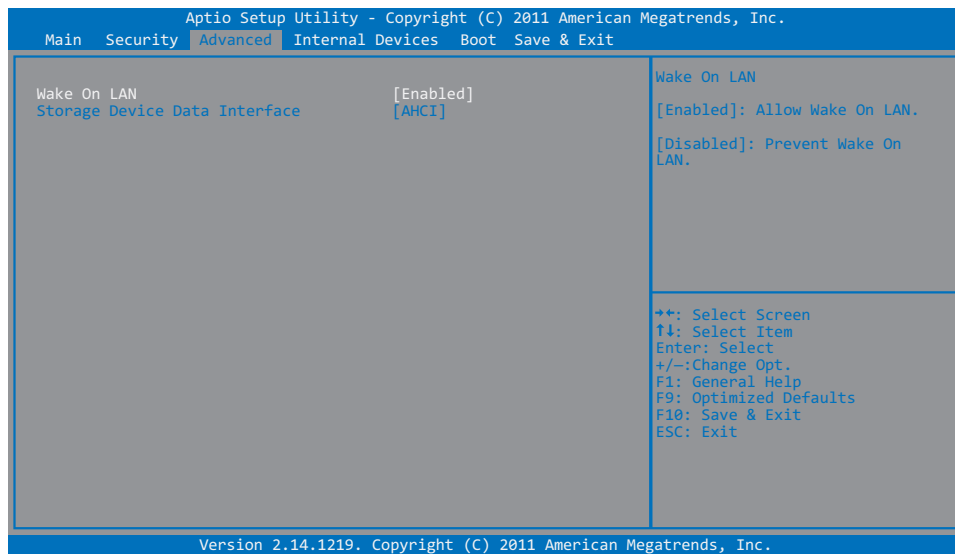 Aptio Setup Utility - Copyright (C) 2011 American Megatrends, Inc.
Main Security Advanced Internal Devices Boot Save & Exit
Wake On LAN [Enabled]
Storage Device Data Interface [AHCI]
Wake On LAN
[Enabled]: Allow Wake On LAN.
[Disabled]: Prevent Wake On
LAN.
→←: Select Screen
↑↓: Select Item
Enter: Select
+/—:Change Opt.
F1: General Help
F9: Optimized Defaults
F10: Save & Exit
ESC: Exit
Version 2.14.1219. Copyright (C) 2011 American Megatrends, Inc.